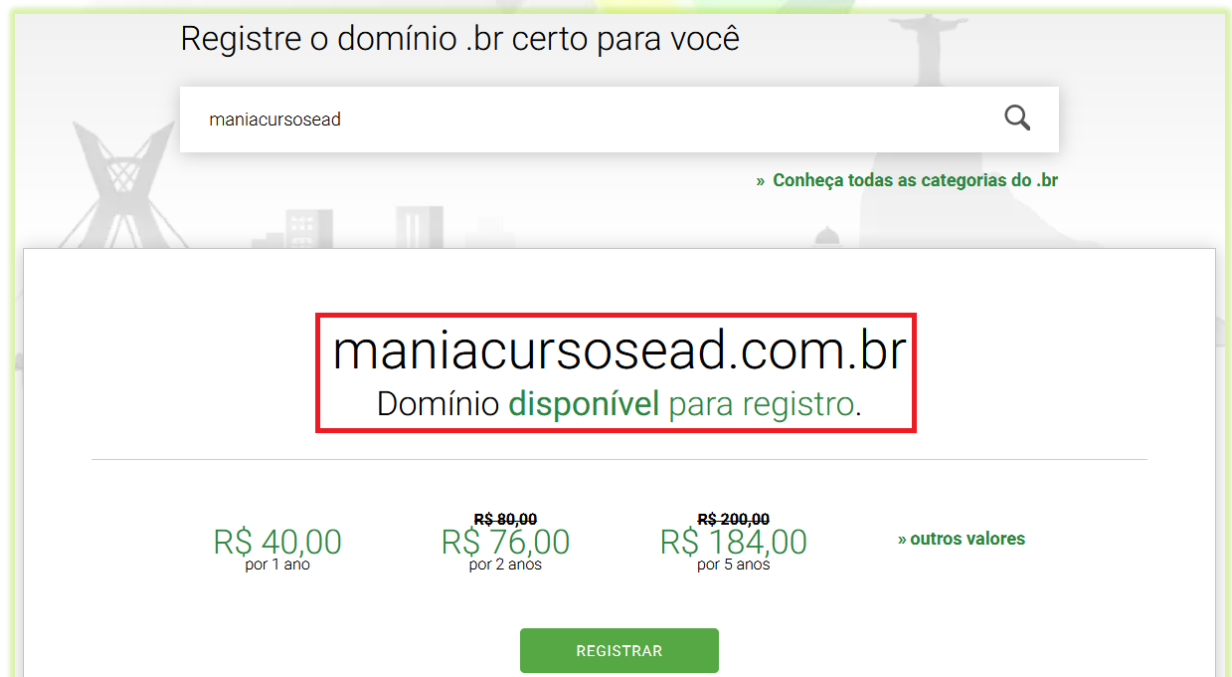 Registre o domínio .br certo para você
maniacursosead
» Conheça todas as categorias do .br
maniacursosead.com.br
Domínio disponível para registro.
R$ 40,00
por 1 ano
R$ 80,00
R$ 76,00
por 2 anos
R$ 200,00
R$ 184,00
por 5 anos
» outros valores
REGISTRAR